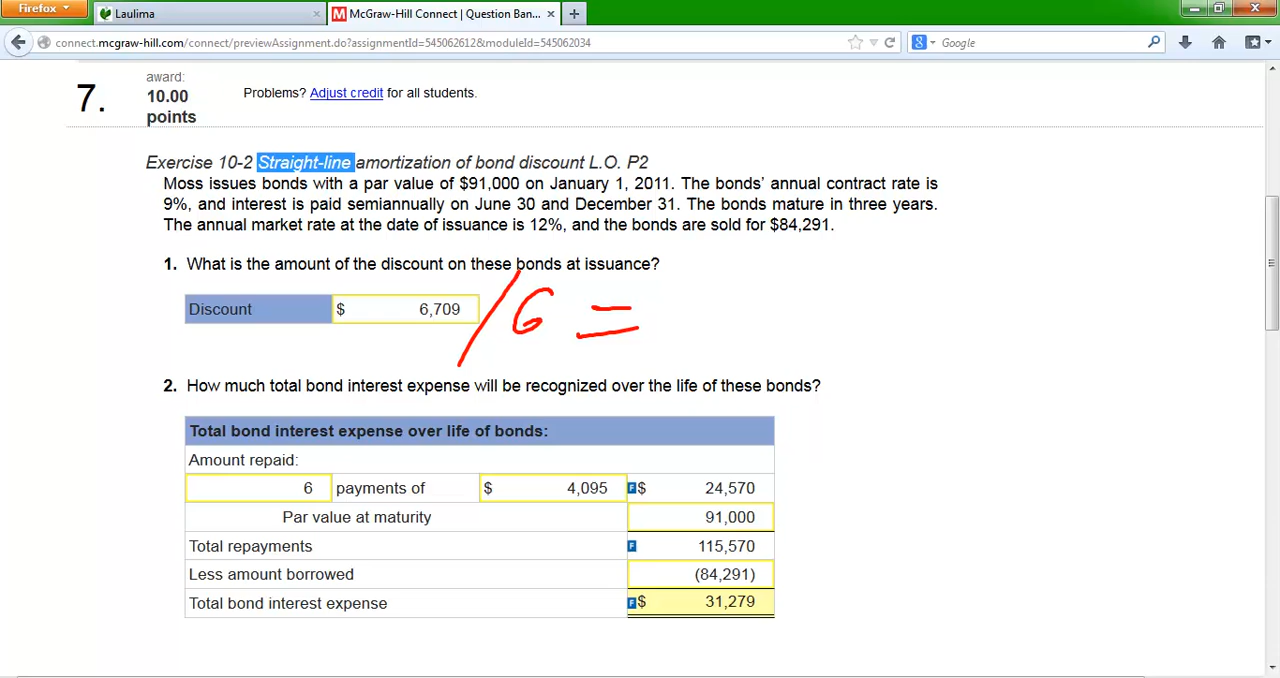 Firefox
Laulima
McGraw-Hill Connect | Question Ban...
connect.mcgraw-hill.com/connect/previewAssignment.do?assignmentId=545062612&moduleId=545062034
Google
7.
award:
10.00
points
Problems? Adjust credit for all students.
Exercise 10-2 Straight-line amortization of bond discount L.O. P2
Moss issues bonds with a par value of $91,000 on January 1, 2011. The bonds' annual contract rate is
9%, and interest is paid semiannually on June 30 and December 31. The bonds mature in three years.
The annual market rate at the date of issuance is 12%, and the bonds are sold for $84,291.
1. What is the amount of the discount on these bonds at issuance?
Discount $ 6,709 / 6 =
2. How much total bond interest expense will be recognized over the life of these bonds?
Total bond interest expense over life of bonds:
Amount repaid:
6 payments of $ 4,095 F $ 24,570
Par value at maturity 91,000
Total repayments F 115,570
Less amount borrowed (84,291)
Total bond interest expense F $ 31,279